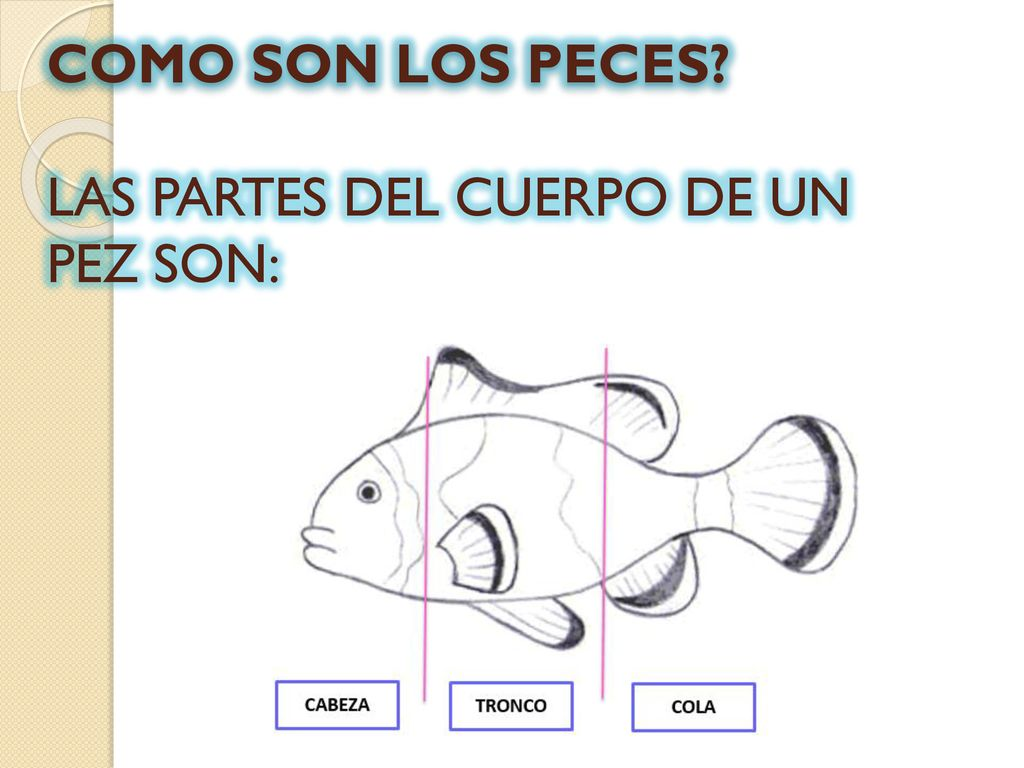 COMO SON LOS PECES?
LAS PARTES DEL CUERPO DE UN
PEZ SON:
CABEZA
TRONCO
COLA